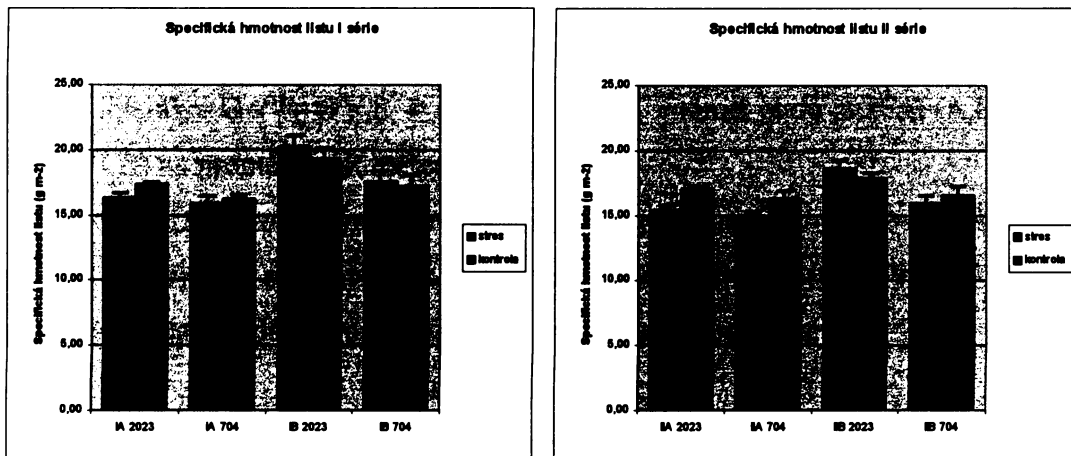 Specifická hmotnost listu I série
Specifická hmotnost listu (g m-2)
25,00
20,00
15,00
10,00
5,00
0,00
IA 2023
IA 704
IB 2023
IB 704
stres
kontrola
Specifická hmotnost listu II série
Specifická hmotnost listu (g m-2)
25,00
20,00
15,00
10,00
5,00
0,00
IIA 2023
IIA 704
IIB 2023
IIB 704
stres
kontrola